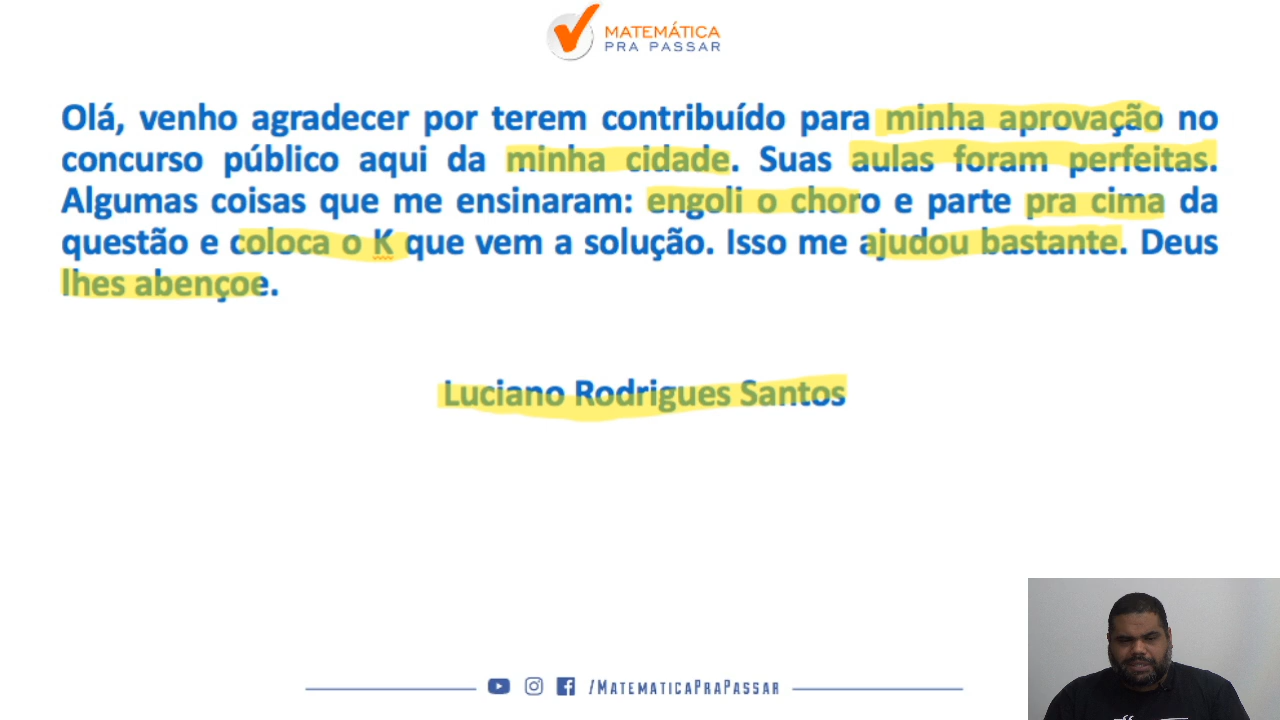 MATEMÁTICA
PRA PASSAR
Olá, venho agradecer por terem contribuído para minha aprovação no
concurso público aqui da minha cidade. Suas aulas foram perfeitas.
Algumas coisas que me ensinaram: engoli o choro e parte pra cima da
questão e coloca o K que vem a solução. Isso me ajudou bastante. Deus
lhes abençoe.
Luciano Rodrigues Santos
/MATEMATICAPRAPASSAR